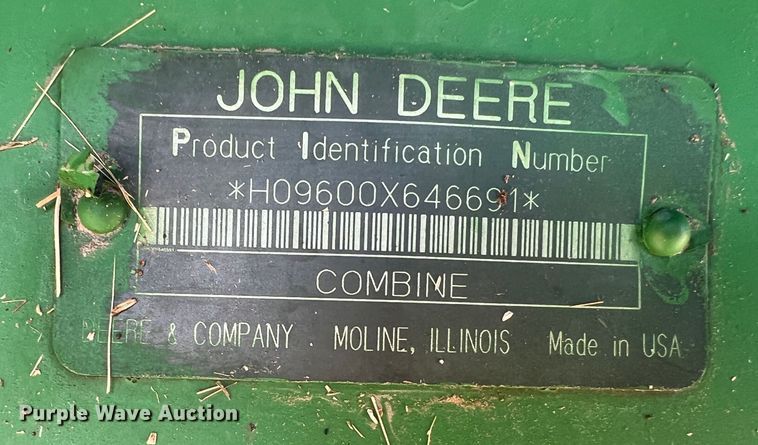 JOHN DEERE
Product Identification Number
*H09600X646691*
COMBINE
DEERE & COMPANY MOLINE, ILLINOIS Made in USA
Purple Wave Auction